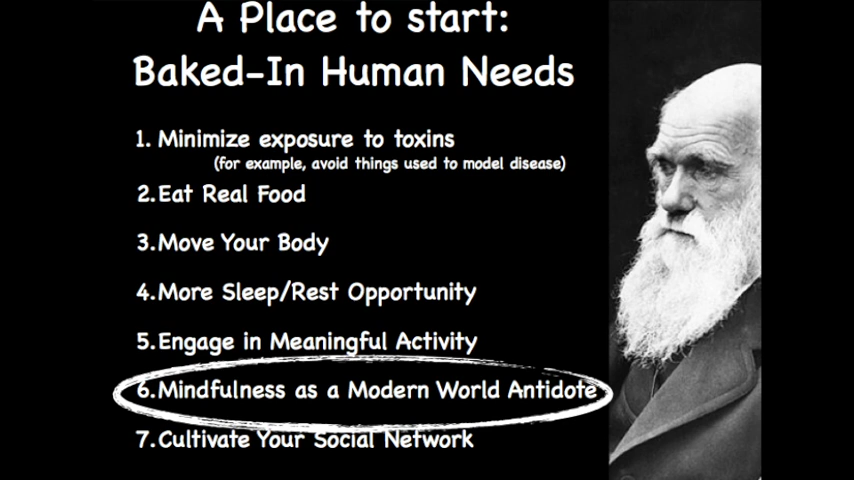 A Place to start:
Baked-In Human Needs
1. Minimize exposure to toxins
(for example, avoid things used to model disease)
2. Eat Real Food
3. Move Your Body
4. More Sleep/Rest Opportunity
5. Engage in Meaningful Activity
6. Mindfulness as a Modern World Antidote
7. Cultivate Your Social Network